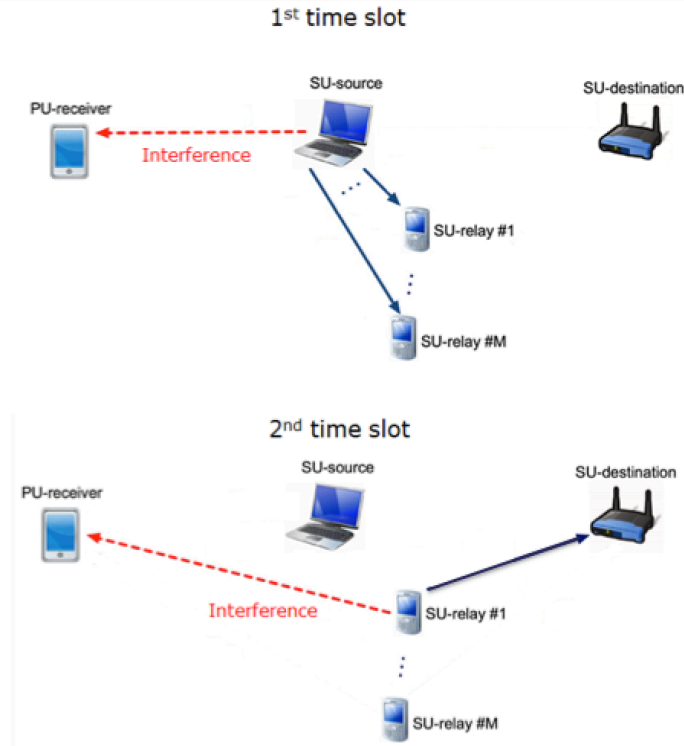 1st time slot
SU-source
SU-destination
PU-receiver
Interference
SU-relay #1
SU-relay #M
2nd time slot
SU-source
SU-destination
PU-receiver
Interference
SU-relay #1
SU-relay #M